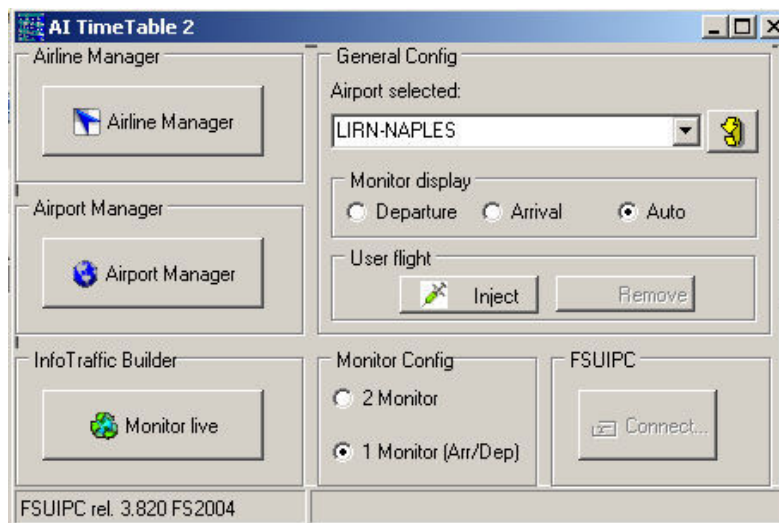 AI TimeTable 2
Airline Manager
Airline Manager
Airport Manager
Airport Manager
InfoTraffic Builder
Monitor live
General Config
Airport selected:
LIRN-NAPLES
Monitor display
Departure Arrival Auto
User flight
Inject Remove
Monitor Config
2 Monitor
1 Monitor (Arr/Dep)
FSUIPC
Connect...
FSUIPC rel. 3.820 FS2004